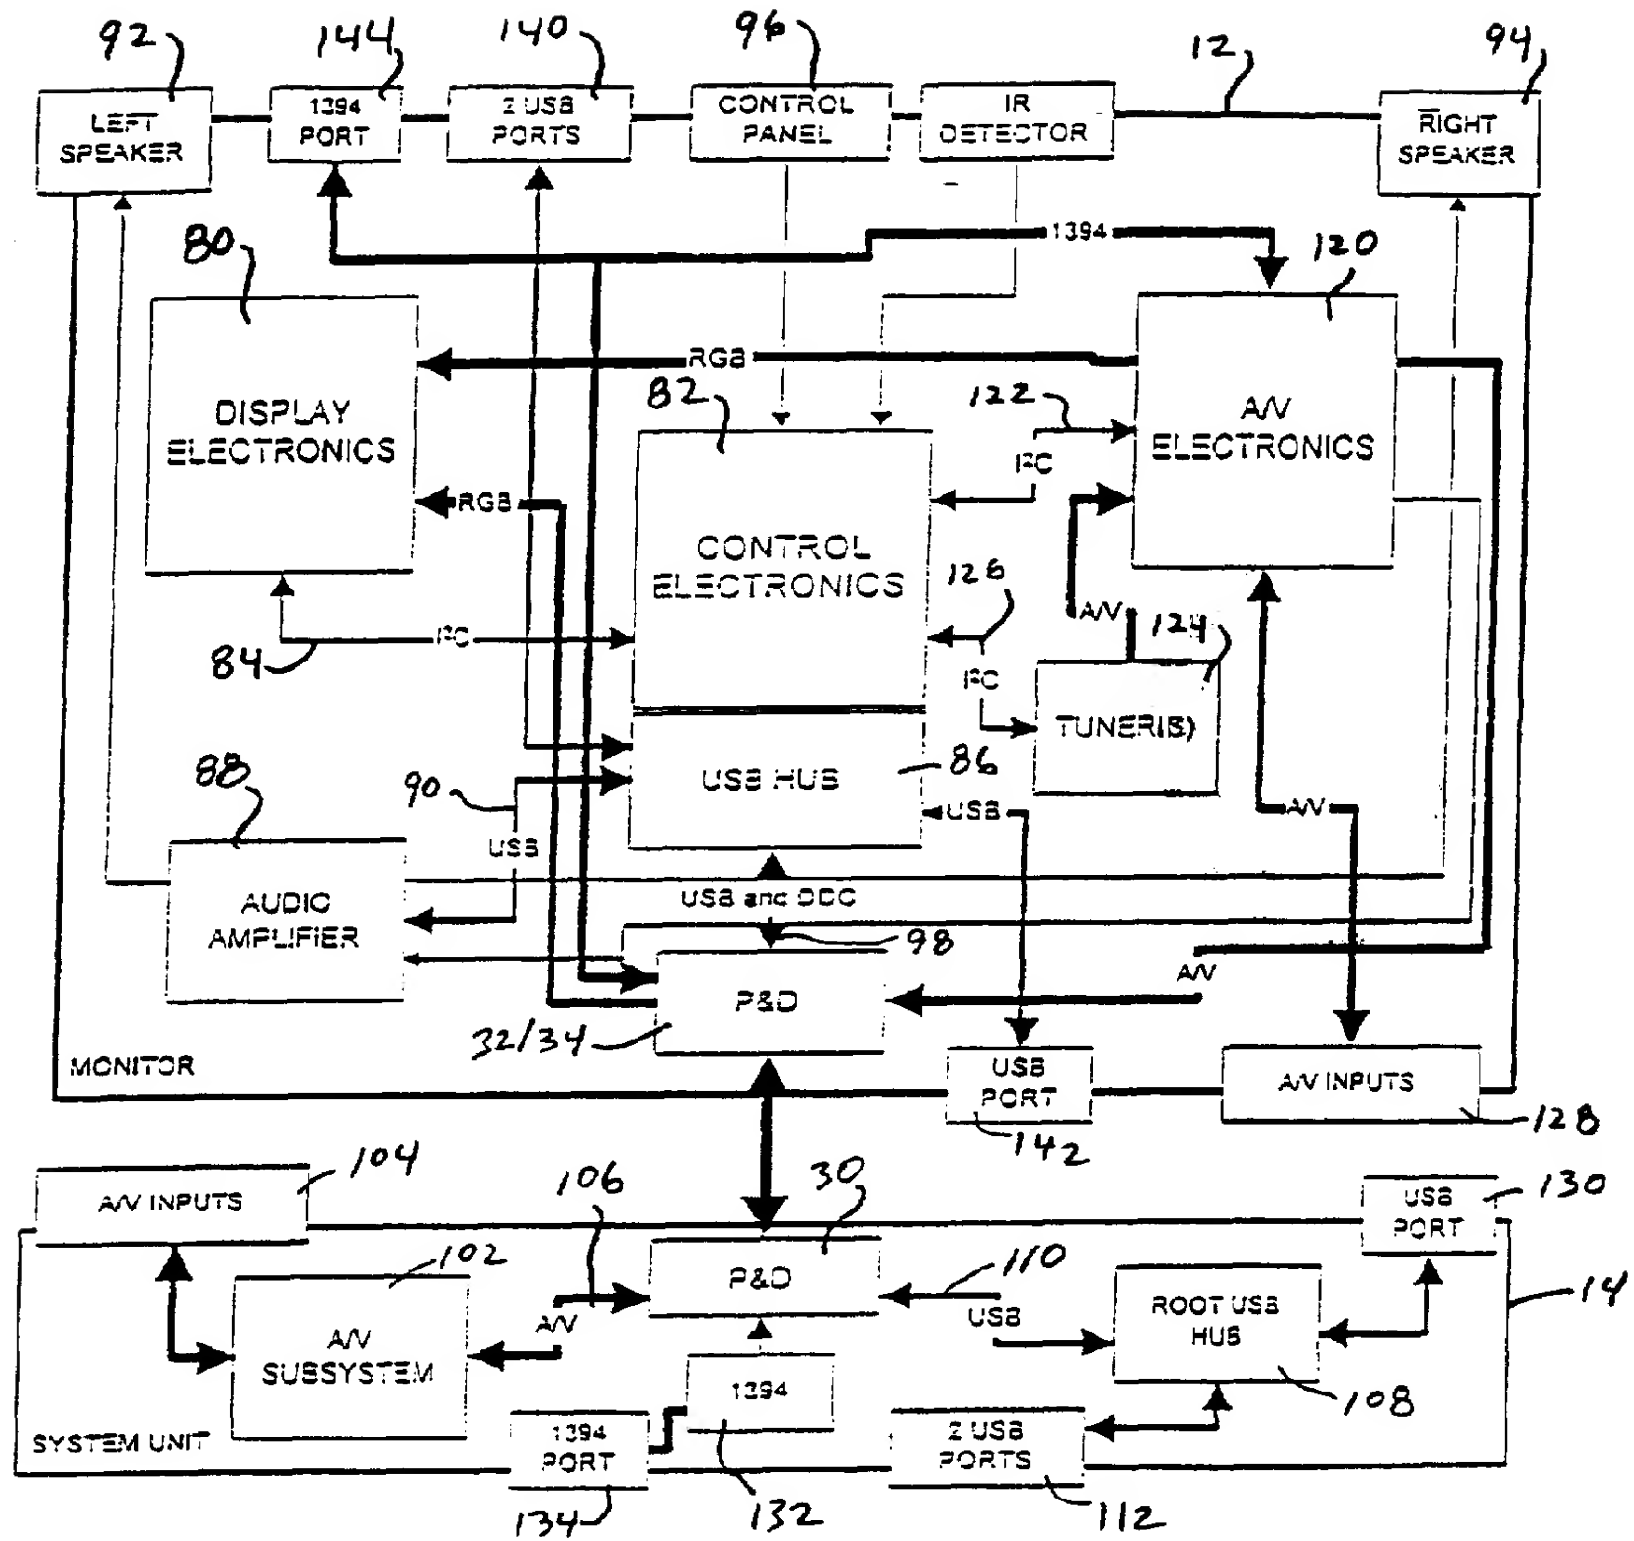 92
144
140
96
12
94
LEFT
SPEAKER
1394
PORT
2 USB
PORTS
CONTROL
PANEL
IR
DETECTOR
RIGHT
SPEAKER
80
1394
120
RGB
82
122
DISPLAY
ELECTRONICS
A/V
ELECTRONICS
I²C
RGB
CONTROL
ELECTRONICS
126
A/V
124
84
I²C
I²C
TUNER(S)
88
90
USB HUB
86
USB
A/V
USB
AUDIO
AMPLIFIER
USB and DDC
98
A/V
P&D
32/34
MONITOR
USB
PORT
A/V INPUTS
142
128
104
A/V INPUTS
106
30
USB
PORT
130
102
P&D
110
ROOT USB
HUB
14
A/V
USB
A/V
SUBSYSTEM
1394
108
SYSTEM UNIT
1394
PORT
2 USB
PORTS
134
132
112